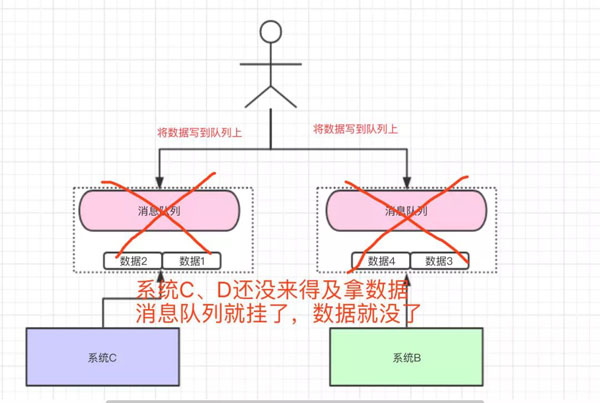 将数据写到队列上
将数据写到队列上
消息队列
消息队列
数据2
数据1
数据4
数据3
系统C、D还没来得及拿数据
消息队列就挂了，数据就没了
系统C
系统B